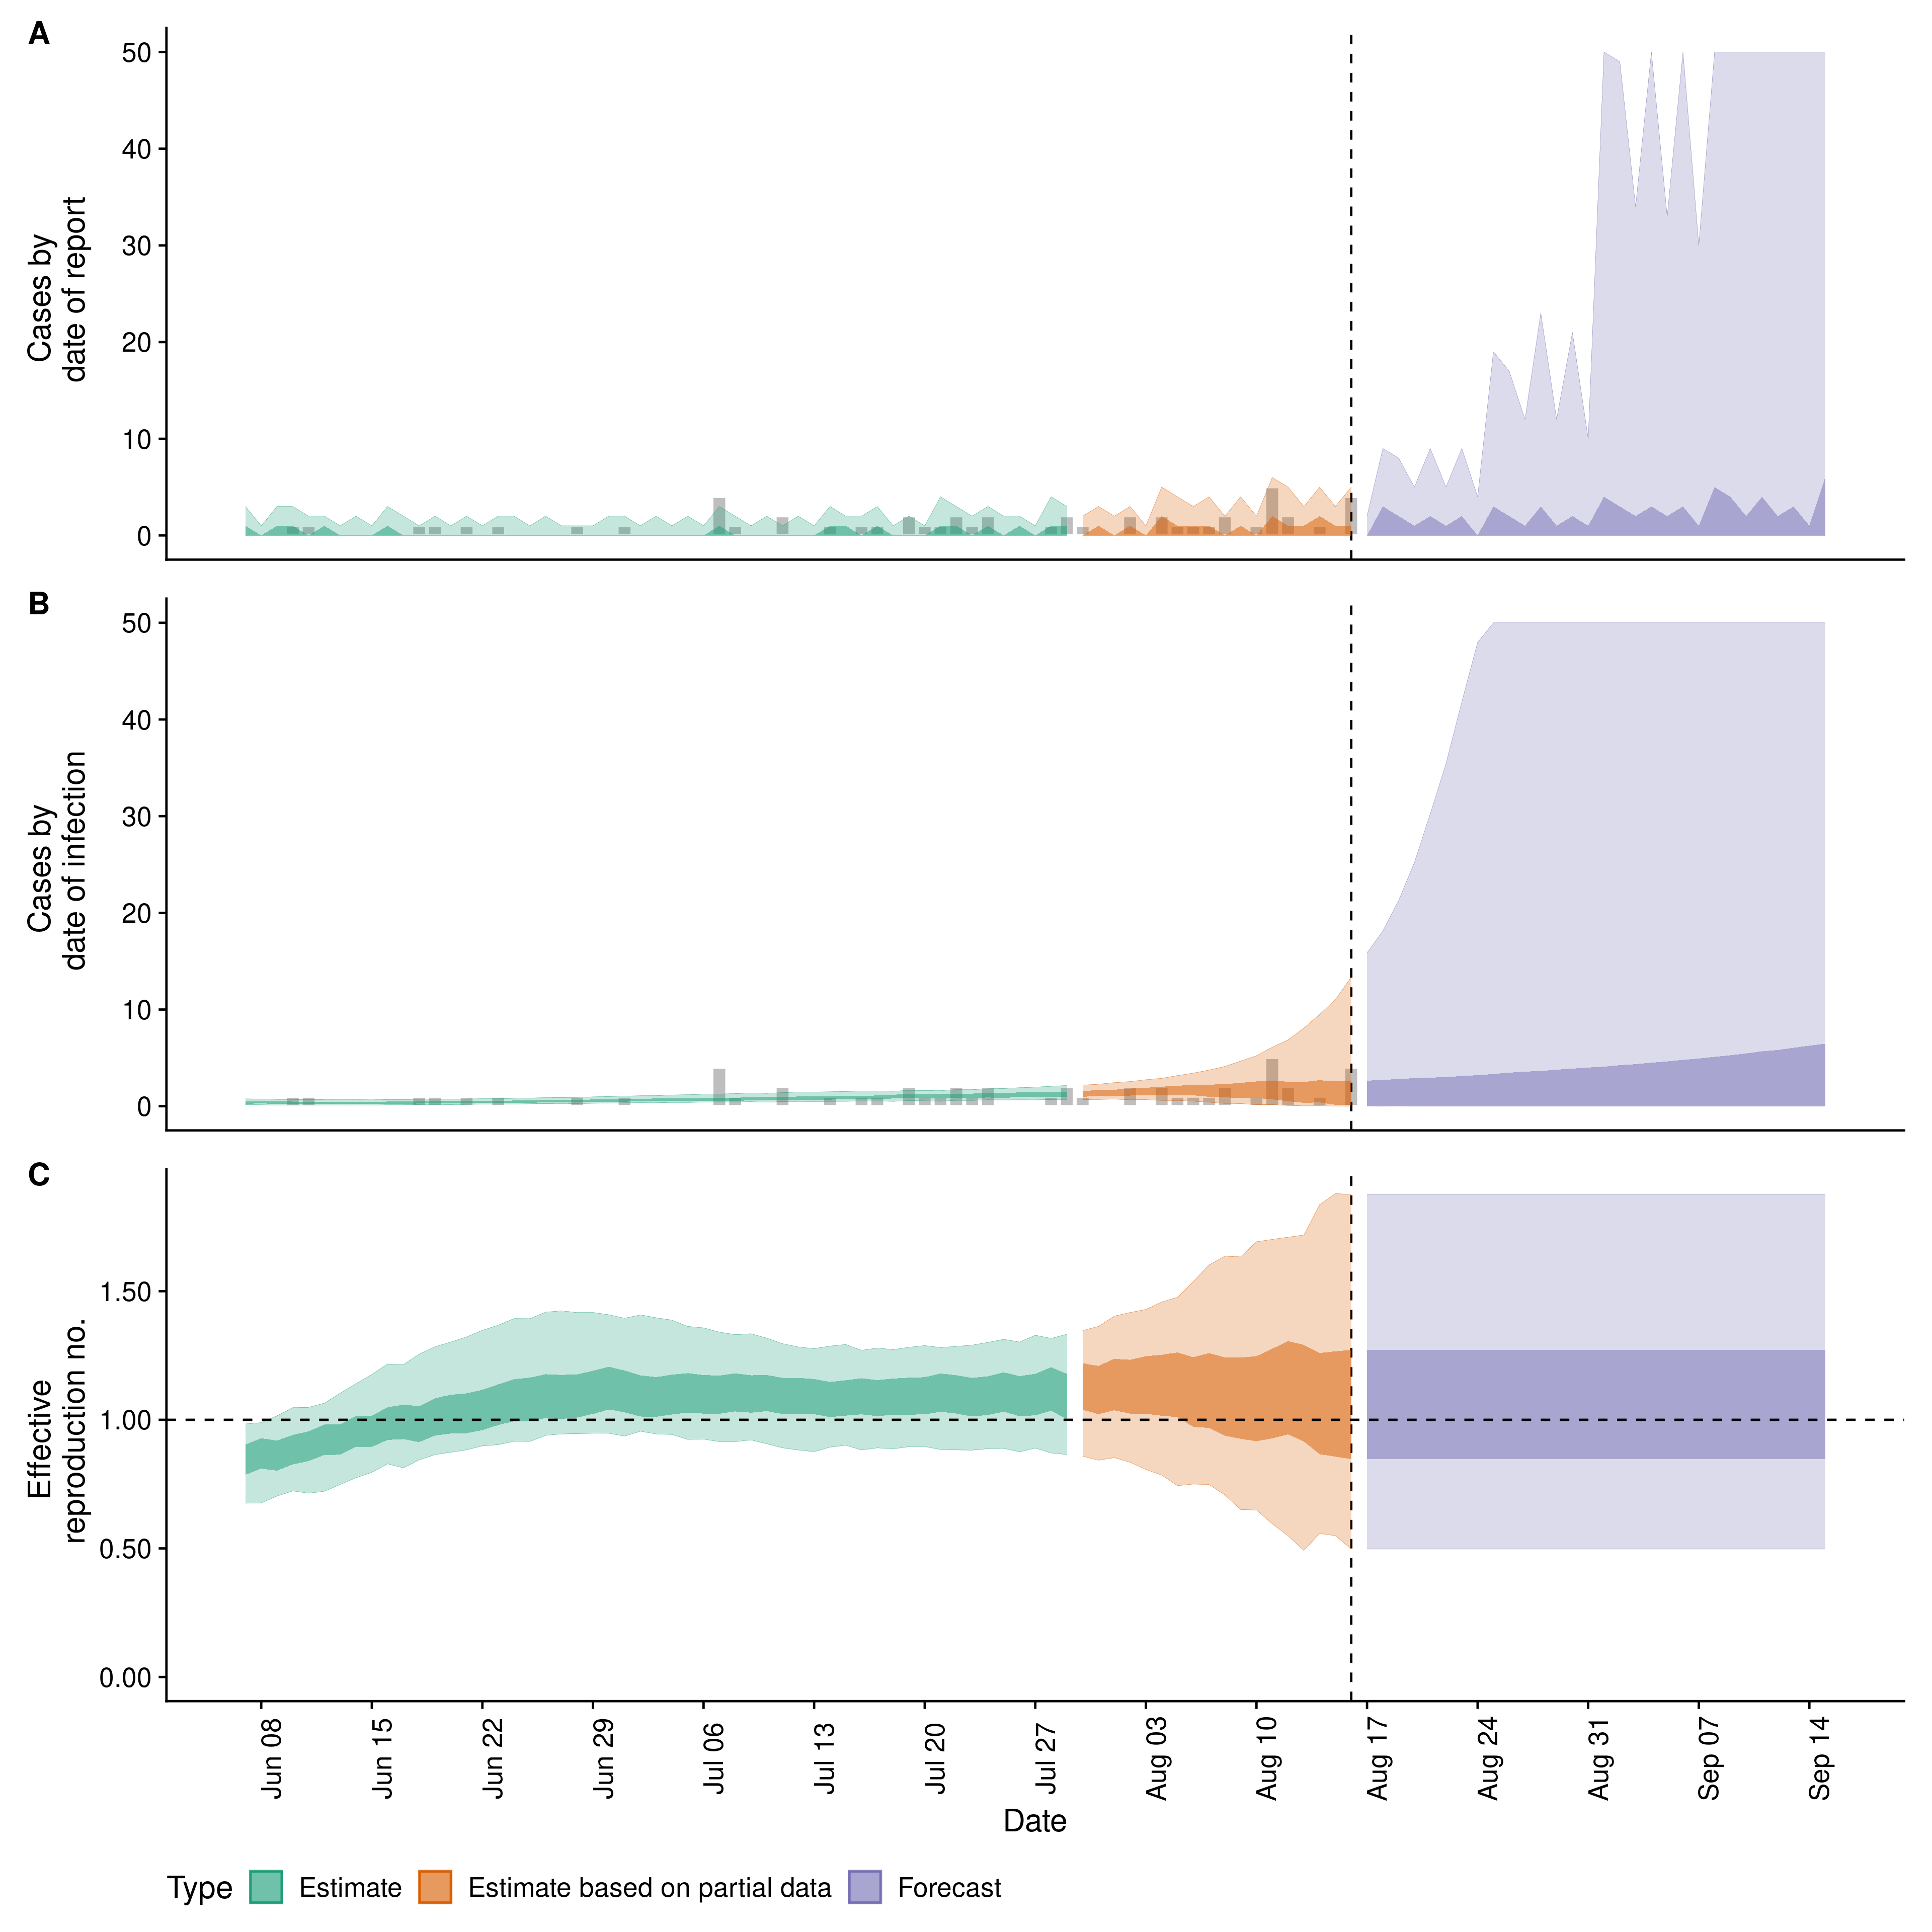 A
Cases by
date of report
50
40
30
20
10
0
B
Cases by
date of infection
50
40
30
20
10
0
C
Effective
reproduction no.
1.50
1.00
0.50
0.00
Jun 08
Jun 15
Jun 22
Jun 29
Jul 06
Jul 13
Jul 20
Jul 27
Aug 03
Aug 10
Aug 17
Aug 24
Aug 31
Sep 07
Sep 14
Date
Type Estimate Estimate based on partial data Forecast